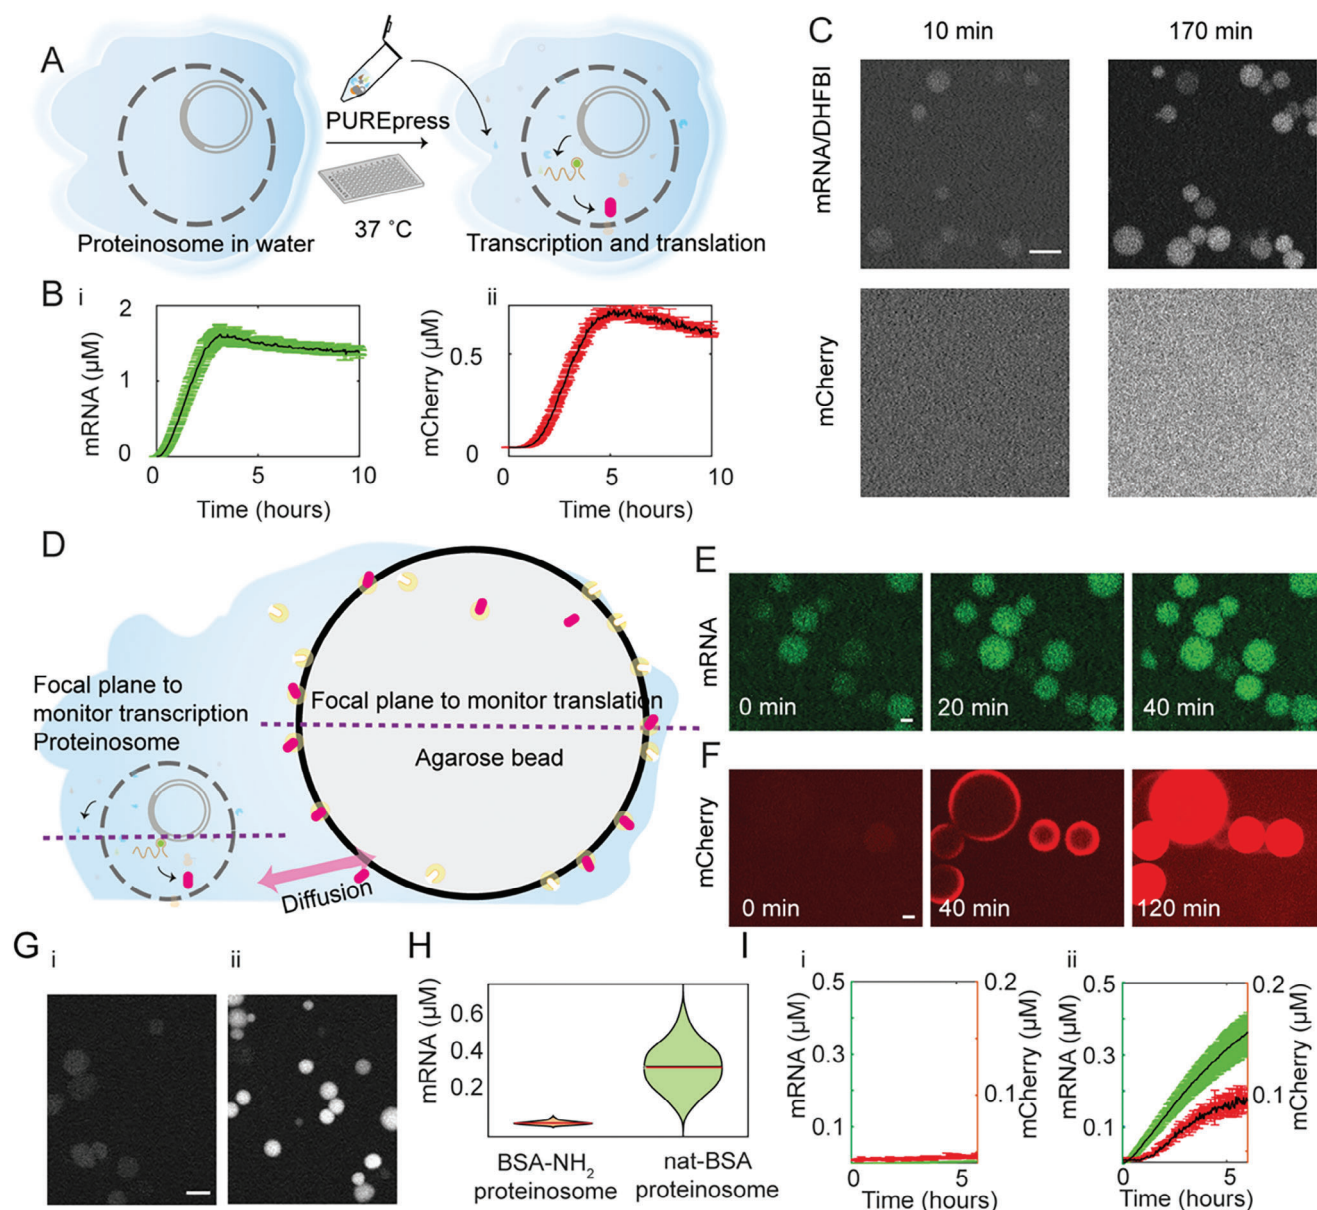 A
PUREpress
37 °C
Proteinosome in water
Transcription and translation
B
i
mRNA (µM)
2
1
0
0
5
10
Time (hours)
ii
mCherry (µM)
0.5
0
0
5
10
Time (hours)
C
10 min
170 min
mRNA/DHFBI
mCherry
D
Focal plane to
monitor transcription
Proteinosome
Focal plane to monitor translation
Agarose bead
Diffusion
E
mRNA
0 min
20 min
40 min
F
mCherry
0 min
40 min
120 min
G
i
ii
H
mRNA (µM)
0.6
0.4
0.2
BSA-NH₂
proteinosome
nat-BSA
proteinosome
I
i
mRNA (µM)
0.5
0.3
0.1
0.2
0.1
mCherry (µM)
0
5
Time (hours)
ii
mRNA (µM)
0.5
0.3
0.1
0.2
0.1
mCherry (µM)
0
5
Time (hours)